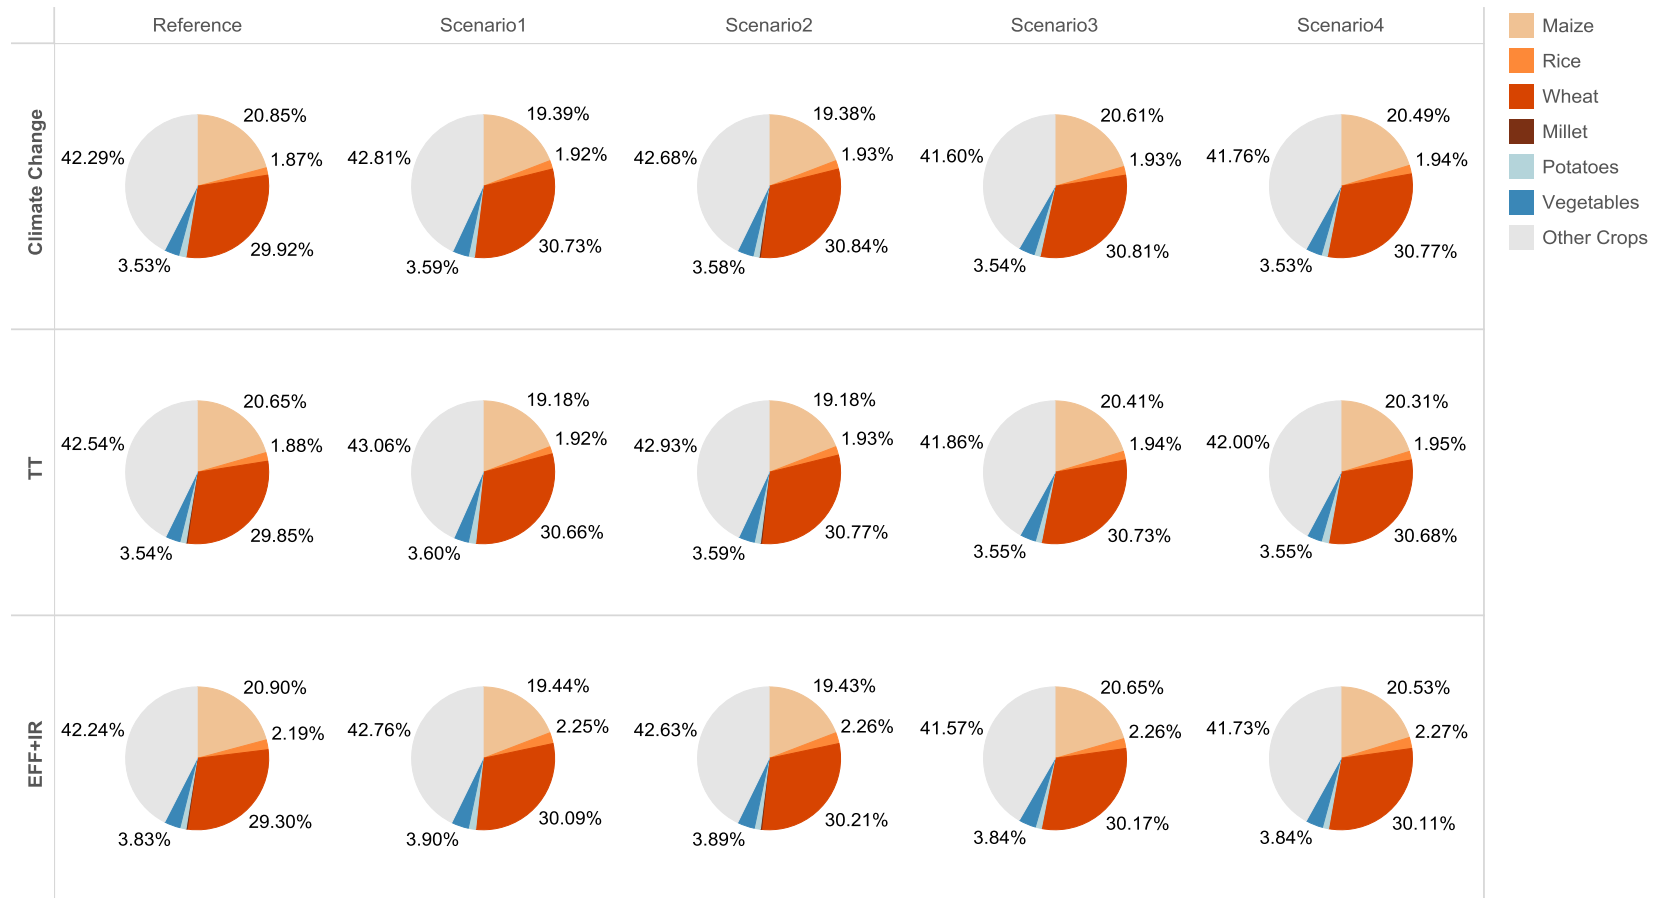 Reference Scenario1 Scenario2 Scenario3 Scenario4
Maize
Rice
Wheat
Millet
Potatoes
Vegetables
Other Crops
Climate Change
20.85% 19.39% 19.38% 20.61% 20.49%
42.29% 1.87% 42.81% 1.92% 42.68% 1.93% 41.60% 1.93% 41.76% 1.94%
29.92% 30.73% 30.84% 30.81% 30.77%
3.53% 3.59% 3.58% 3.54% 3.53%
TT
20.65% 19.18% 19.18% 20.41% 20.31%
42.54% 1.88% 43.06% 1.92% 42.93% 1.93% 41.86% 1.94% 42.00% 1.95%
29.85% 30.66% 30.77% 30.73% 30.68%
3.54% 3.60% 3.59% 3.55% 3.55%
EFF+IR
20.90% 19.44% 19.43% 20.65% 20.53%
42.24% 2.19% 42.76% 2.25% 42.63% 2.26% 41.57% 2.26% 41.73% 2.27%
29.30% 30.09% 30.21% 30.17% 30.11%
3.83% 3.90% 3.89% 3.84% 3.84%